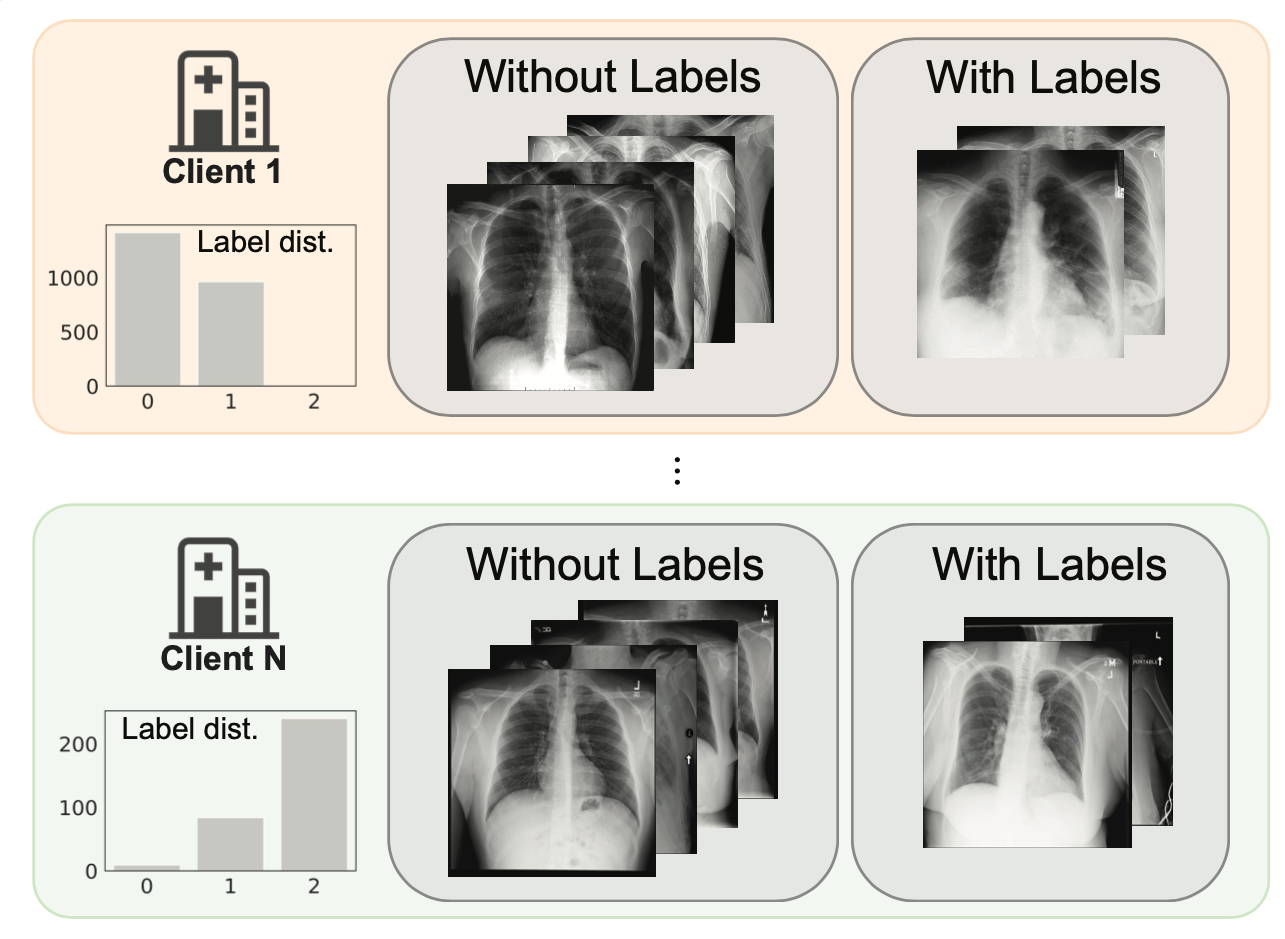 Without Labels
With Labels
Client 1
Label dist.
1000
500
0
0 1 2
L
⋮
Without Labels
With Labels
Client N
Label dist.
200
100
0
0 1 2
L
PORTABLE